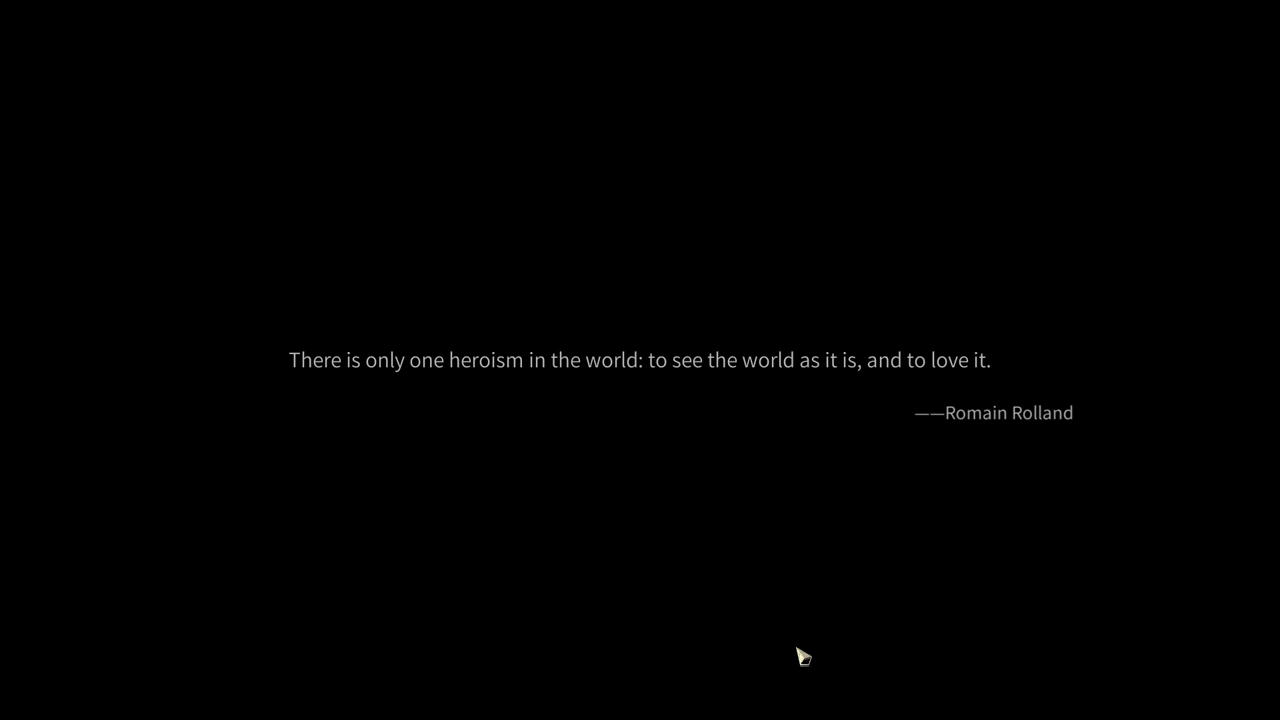 There is only one heroism in the world: to see the world as it is, and to love it.
——Romain Rolland